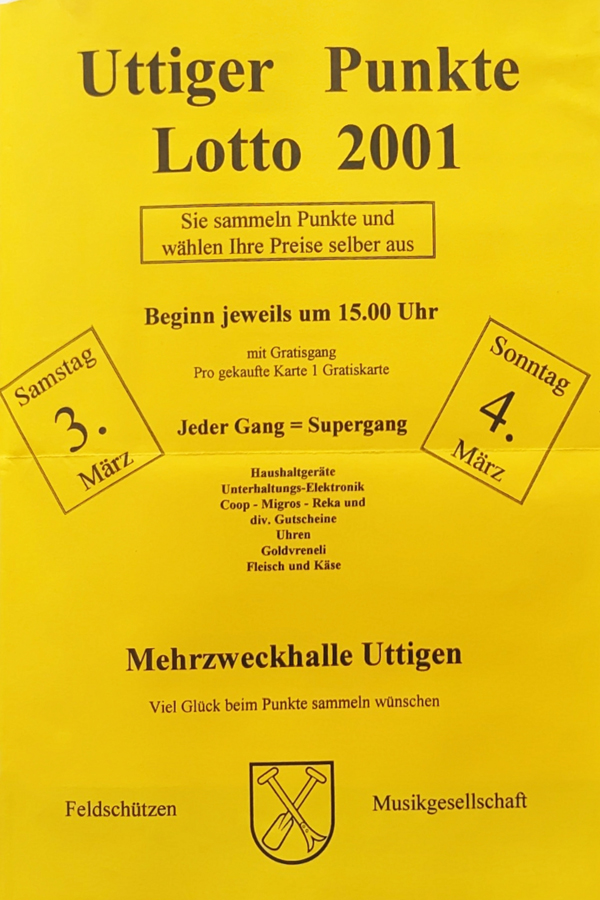 Uttiger Punkte
Lotto 2001
Sie sammeln Punkte und
wählen Ihre Preise selber aus
Beginn jeweils um 15.00 Uhr
mit Gratisgang
Pro gekaufte Karte 1 Gratiskarte
Samstag
3.
März
Sonntag
4.
März
Jeder Gang = Supergang
Haushaltgeräte
Unterhaltungs-Elektronik
Coop - Migros - Reka und
div. Gutscheine
Uhren
Goldvreneli
Fleisch und Käse
Mehrzweckhalle Uttigen
Viel Glück beim Punkte sammeln wünschen
Feldschützen
Musikgesellschaft